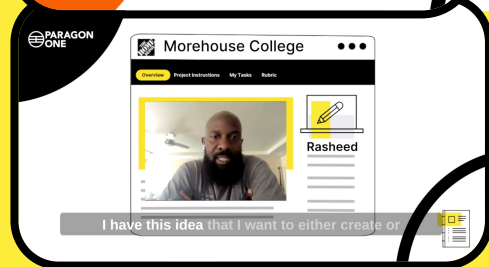 PARAGON
ONE
Morehouse College
Overview Project Instructions My Tasks Rubric
Rasheed
I have this idea that I want to either create or